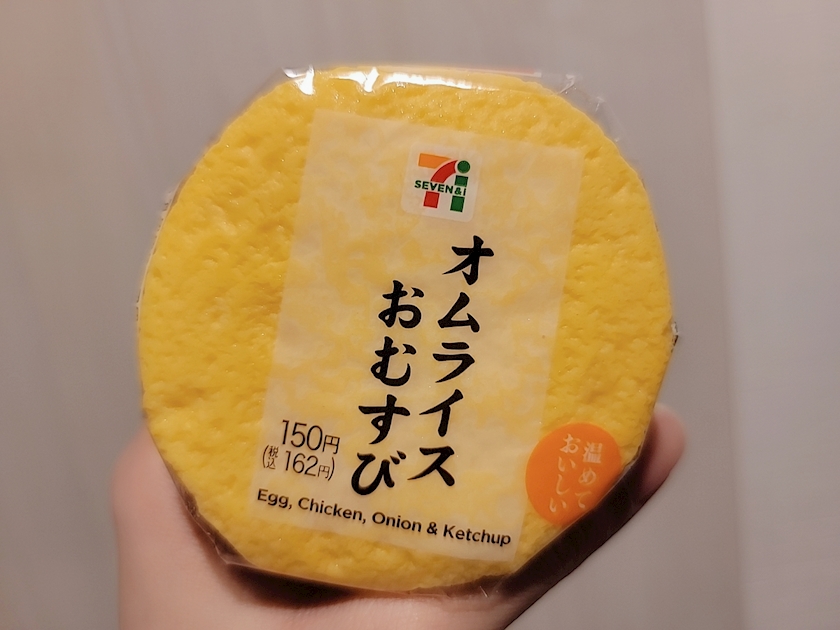 SEVEN&i
オムライス
おむすび
150円
(税込162円)
Egg, Chicken, Onion & Ketchup
温めて
おいしい